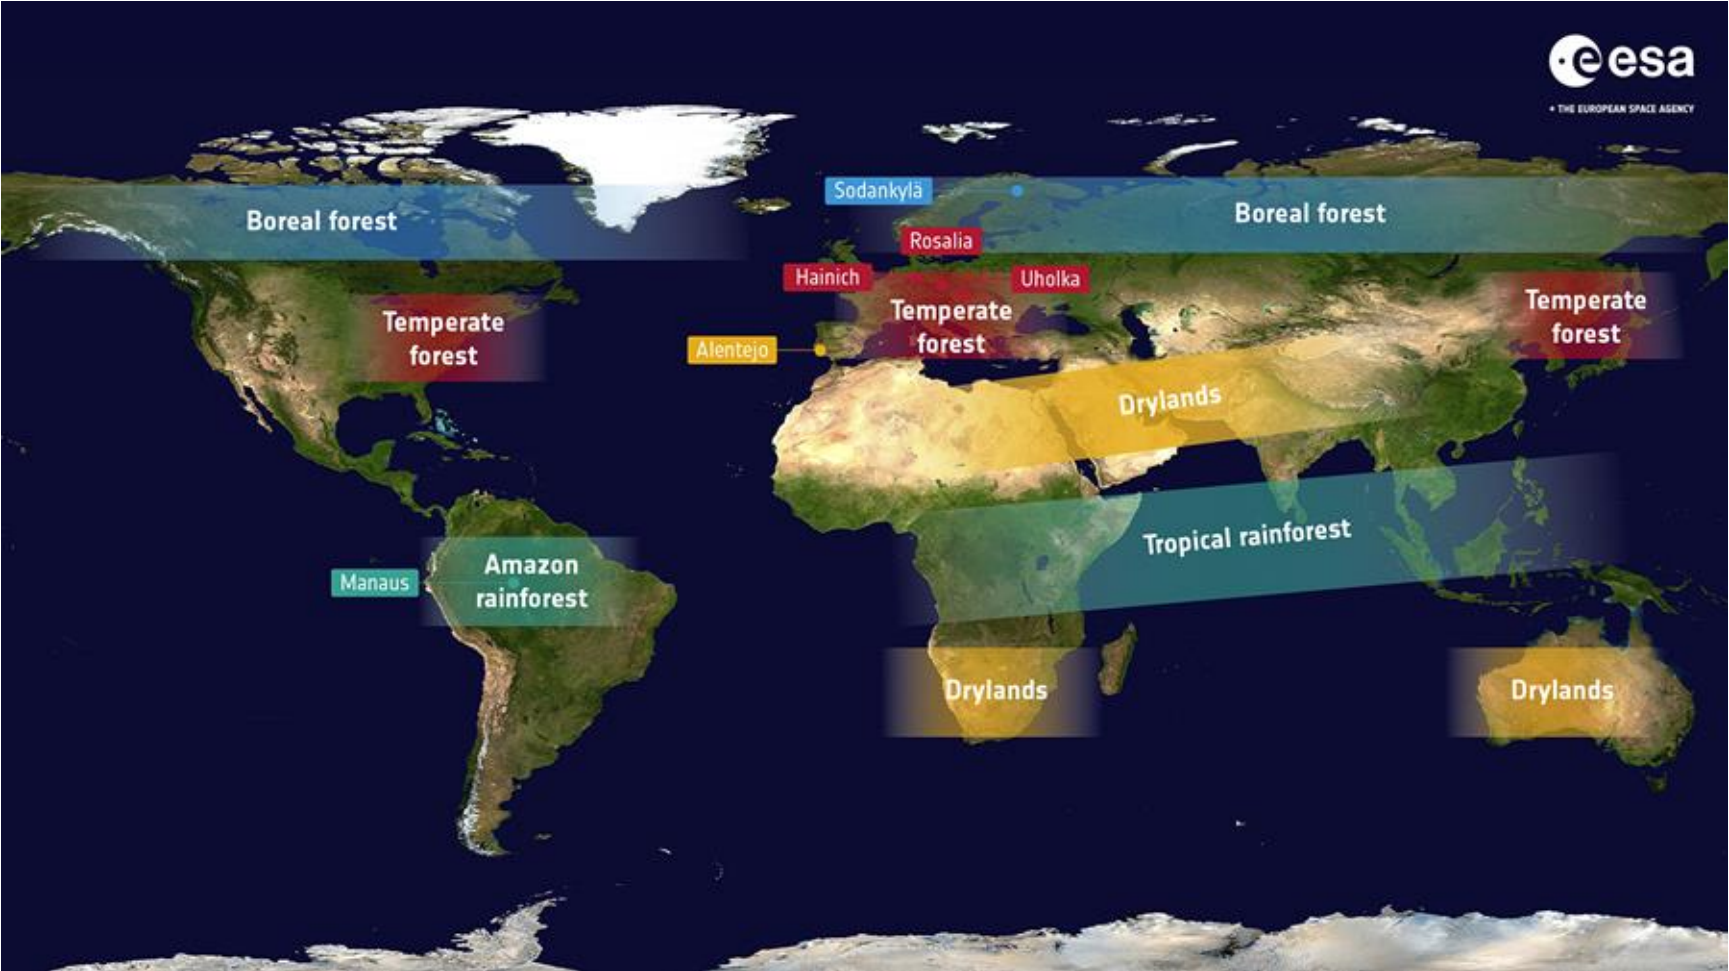 esa
THE EUROPEAN SPACE AGENCY
Sodankylä
Boreal forest
Boreal forest
Rosalia
Hainich
Uholka
Temperate
forest
Temperate
forest
Temperate
forest
Alentejo
Drylands
Tropical rainforest
Manaus
Amazon
rainforest
Drylands
Drylands